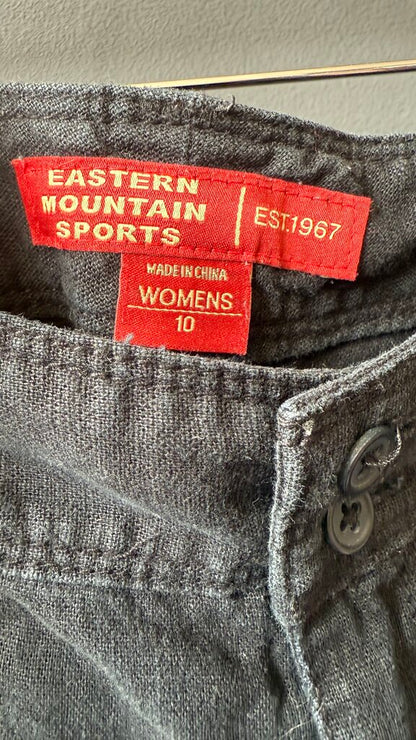 EASTERN
MOUNTAIN
SPORTS
EST.1967
MADE IN CHINA
WOMENS
10